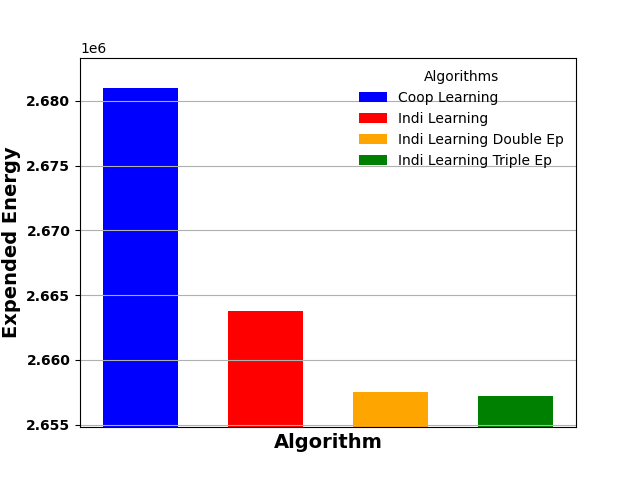 1e6
Algorithms
Coop Learning
Indi Learning
Indi Learning Double Ep
Indi Learning Triple Ep
2.680
2.675
2.670
2.665
2.660
2.655
Expended Energy
Algorithm